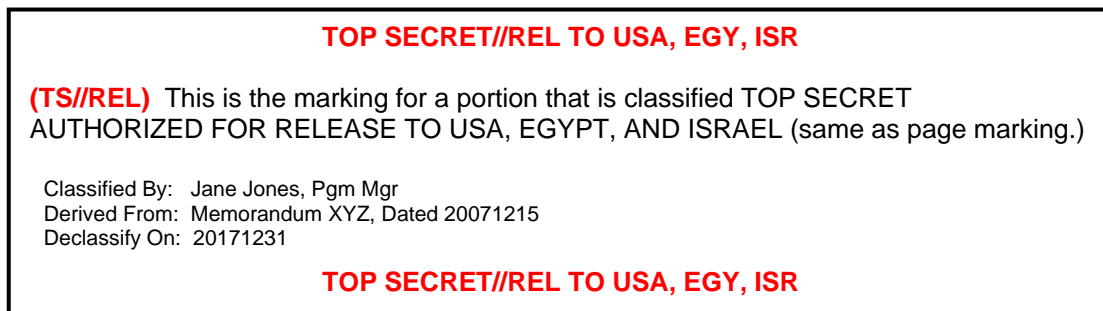 TOP SECRET//REL TO USA, EGY, ISR
(TS//REL) This is the marking for a portion that is classified TOP SECRET
AUTHORIZED FOR RELEASE TO USA, EGYPT, AND ISRAEL (same as page marking.)
Classified By: Jane Jones, Pgm Mgr
Derived From: Memorandum XYZ, Dated 20071215
Declassify On: 20171231
TOP SECRET//REL TO USA, EGY, ISR